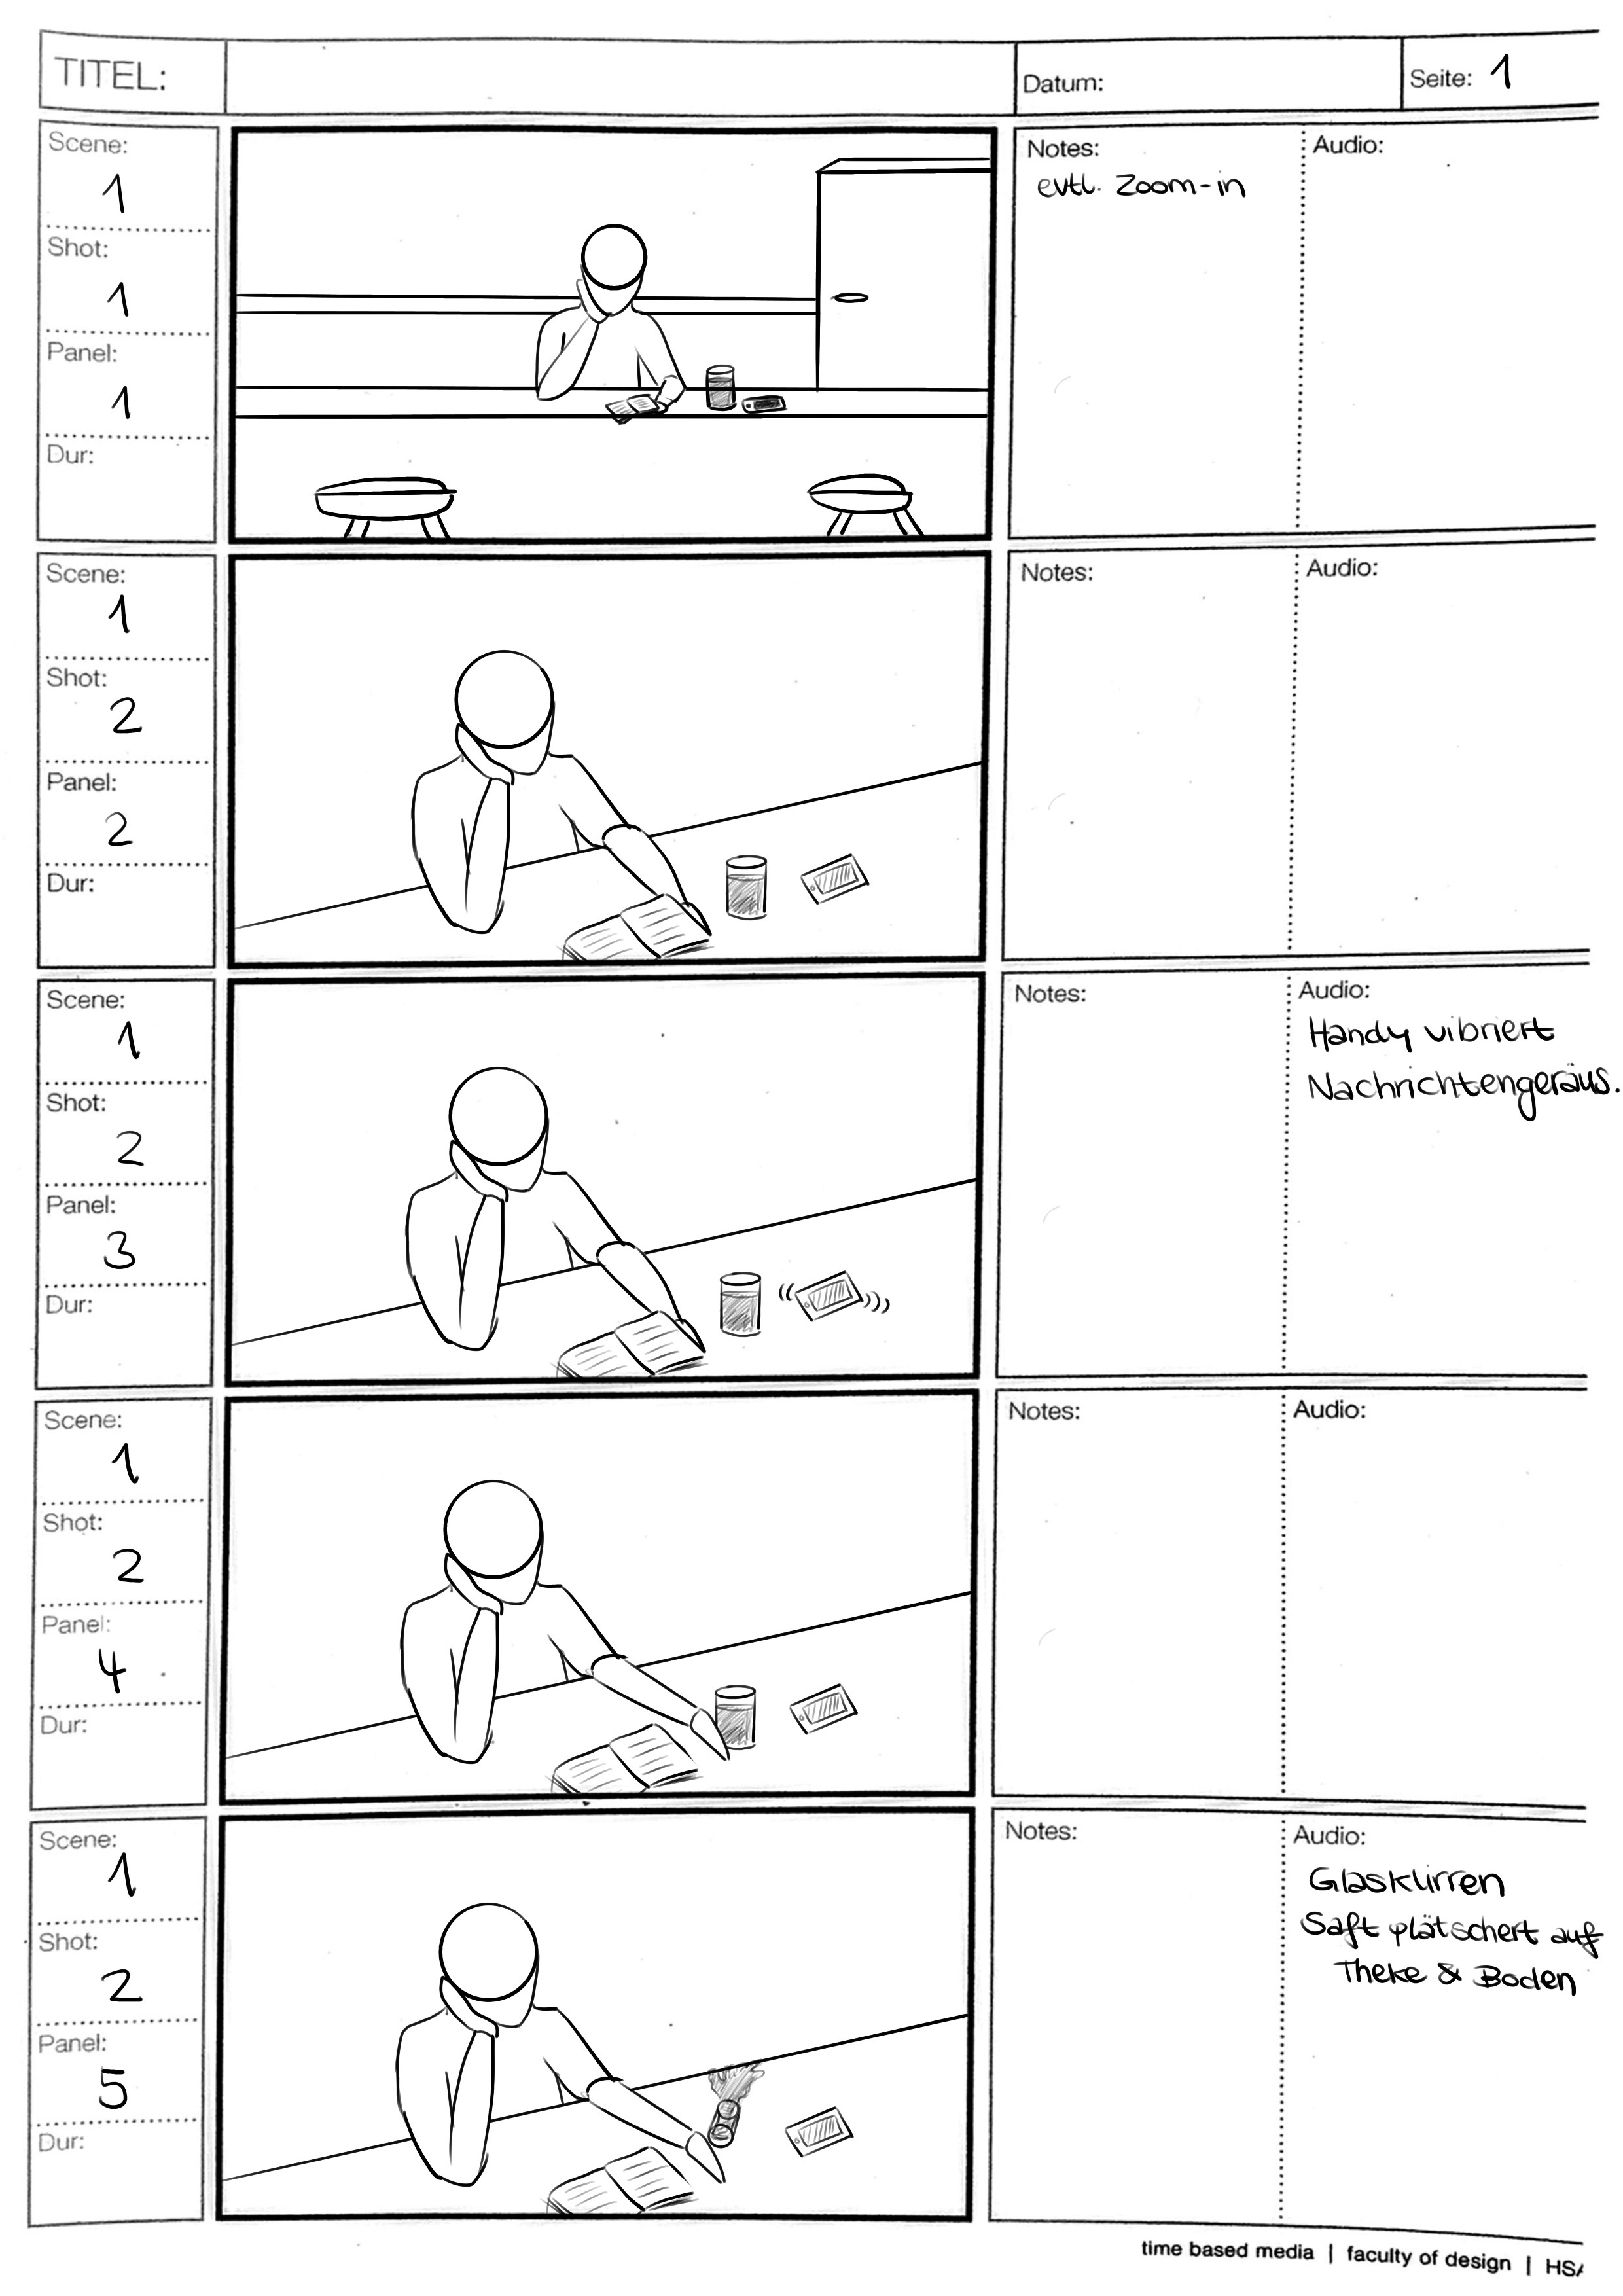 TITEL:
Datum:
Seite: 1
Scene:
1
Shot:
1
Panel:
1
Dur:
Notes:
evtl. Zoom-in
Audio:
Scene:
1
Shot:
2
Panel:
2
Dur:
Notes:
Audio:
Scene:
1
Shot:
2
Panel:
3
Dur:
Notes:
Audio:
Handy vibriert
Nachrichtengeräus.
Scene:
1
Shot:
2
Panel:
4
Dur:
Notes:
Audio:
Scene:
1
Shot:
2
Panel:
5
Dur:
Notes:
Audio:
Glasklirren
Saft plätschert auf
Theke & Boden
time based media | faculty of design | HSA